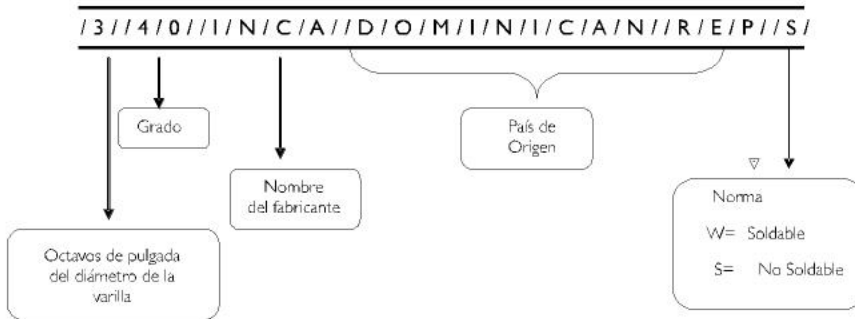 / 3 / / 4 / 0 / / I / N / C / A / / D / O / M / I / N / I / C / A / N / / R / E / P / / S /
Grado
País de
Origen
Nombre
del fabricante
Octavos de pulgada
del diámetro de la
varilla
Norma
W= Soldable
S= No Soldable